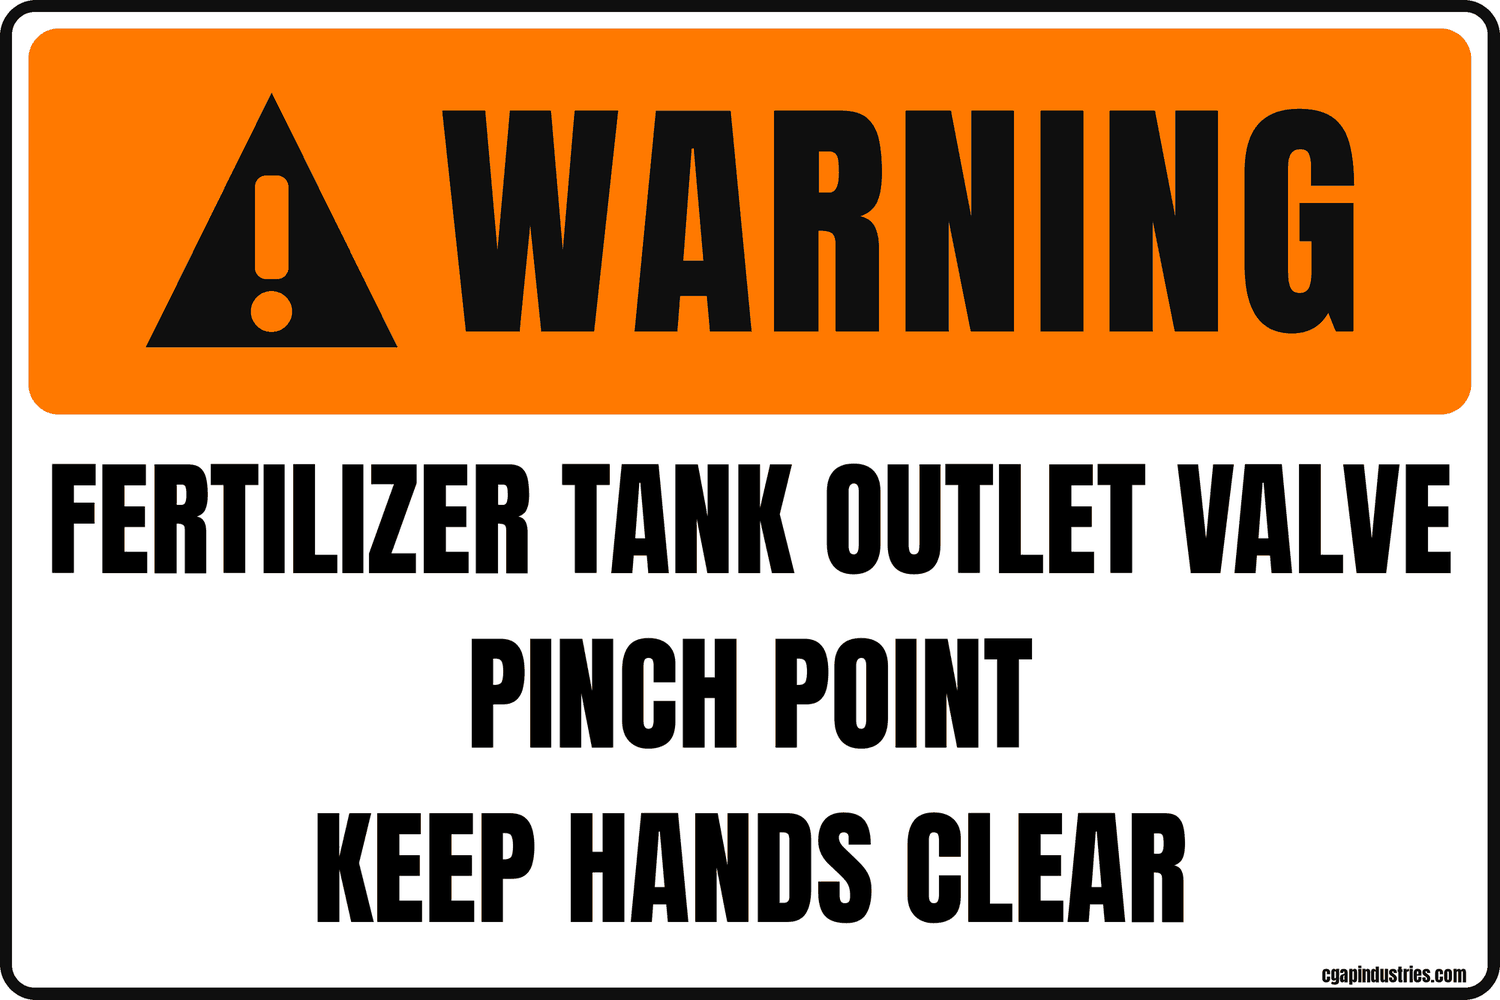 WARNING
FERTILIZER TANK OUTLET VALVE
PINCH POINT
KEEP HANDS CLEAR
cgapindustries.com